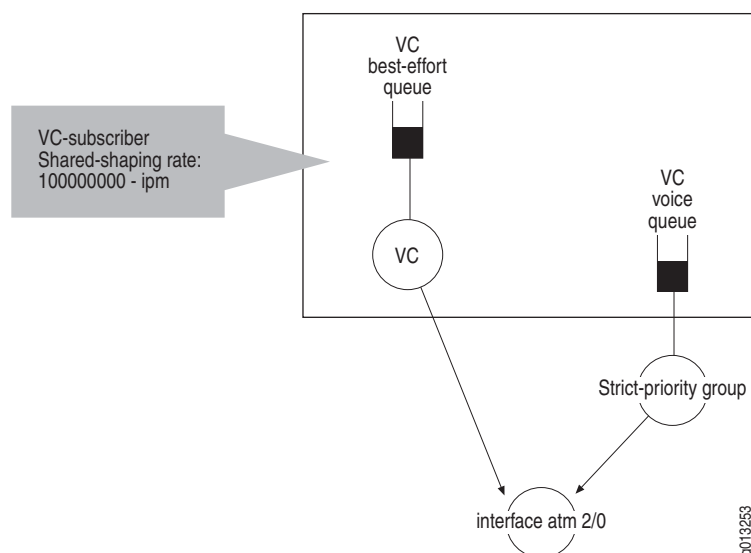 VC
best-effort
queue
VC-subscriber
Shared-shaping rate:
100000000 - ipm
VC
voice
queue
VC
Strict-priority group
interface atm 2/0
g013253